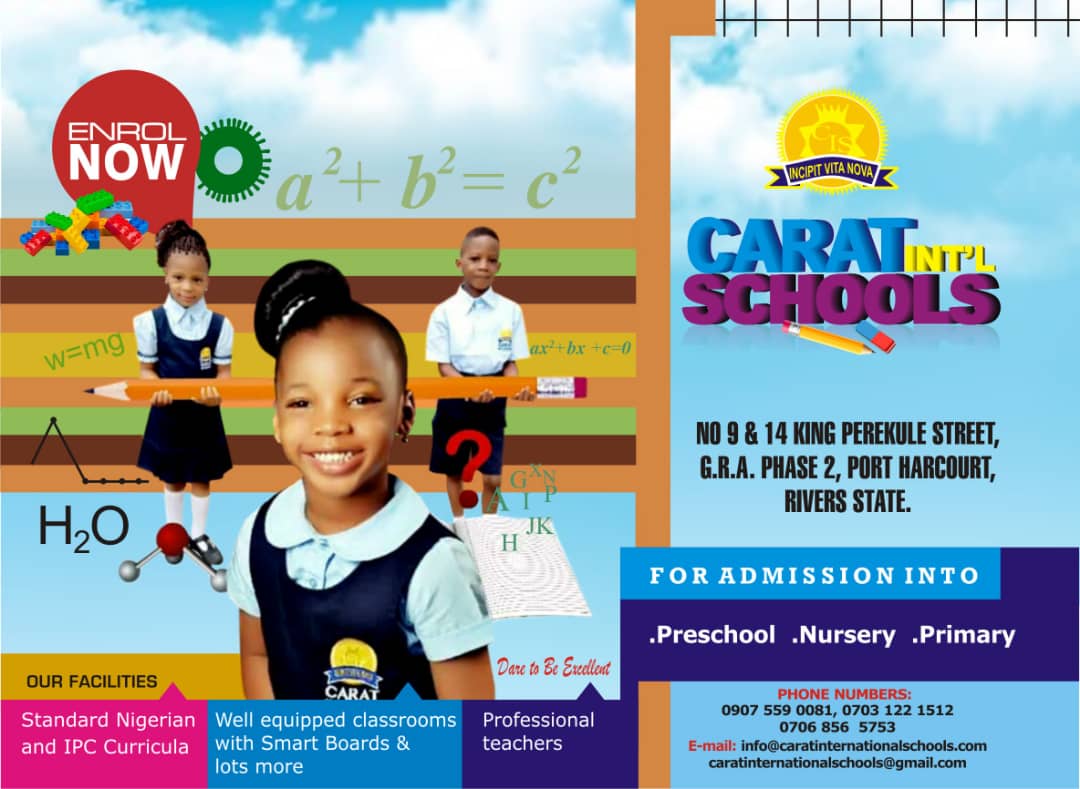 ENROL
NOW
a²+ b²= c²
w=mg
ax²+bx +c=0
H₂O
?
X
G N
A I P
JK
H
CARAT
Dare to Be Excellent
OUR FACILITIES
Standard Nigerian
and IPC Curricula
Well equipped classrooms
with Smart Boards &
lots more
Professional
teachers
CIS
INCIPIT VITA NOVA
CARAT INT'L
SCHOOLS
NO 9 & 14 KING PEREKULE STREET,
G.R.A. PHASE 2, PORT HARCOURT,
RIVERS STATE.
FOR ADMISSION INTO
.Preschool .Nursery .Primary
PHONE NUMBERS:
0907 559 0081, 0703 122 1512
0706 856 5753
E-mail: info@caratinternationalschools.com
caratinternationalschools@gmail.com